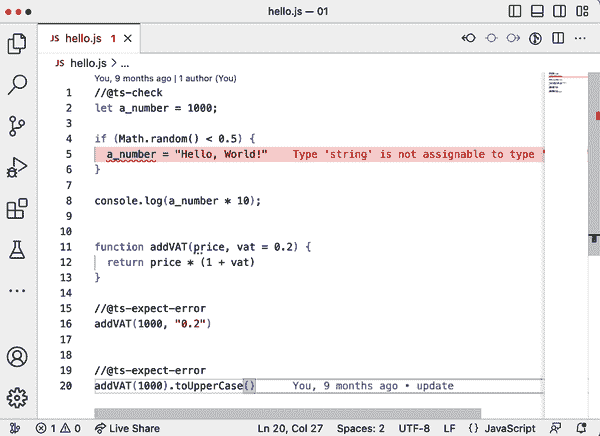 hello.js — 01
JS hello.js 1 ×
JS hello.js > ...
You, 9 months ago | 1 author (You)
1 //@ts-check
2 let a_number = 1000;
3
4 if (Math.random() < 0.5) {
5 a_number = "Hello, World!" Type 'string' is not assignable to type '
6 }
7
8 console.log(a_number * 10);
9
10
11 function addVAT(price, vat = 0.2) {
12 return price * (1 + vat)
13 }
14
15 //@ts-expect-error
16 addVAT(1000, "0.2")
17
18
19 //@ts-expect-error
20 addVAT(1000).toUpperCase() You, 9 months ago • update
1 0 Live Share Ln 20, Col 27 Spaces: 2 UTF-8 LF {} JavaScript